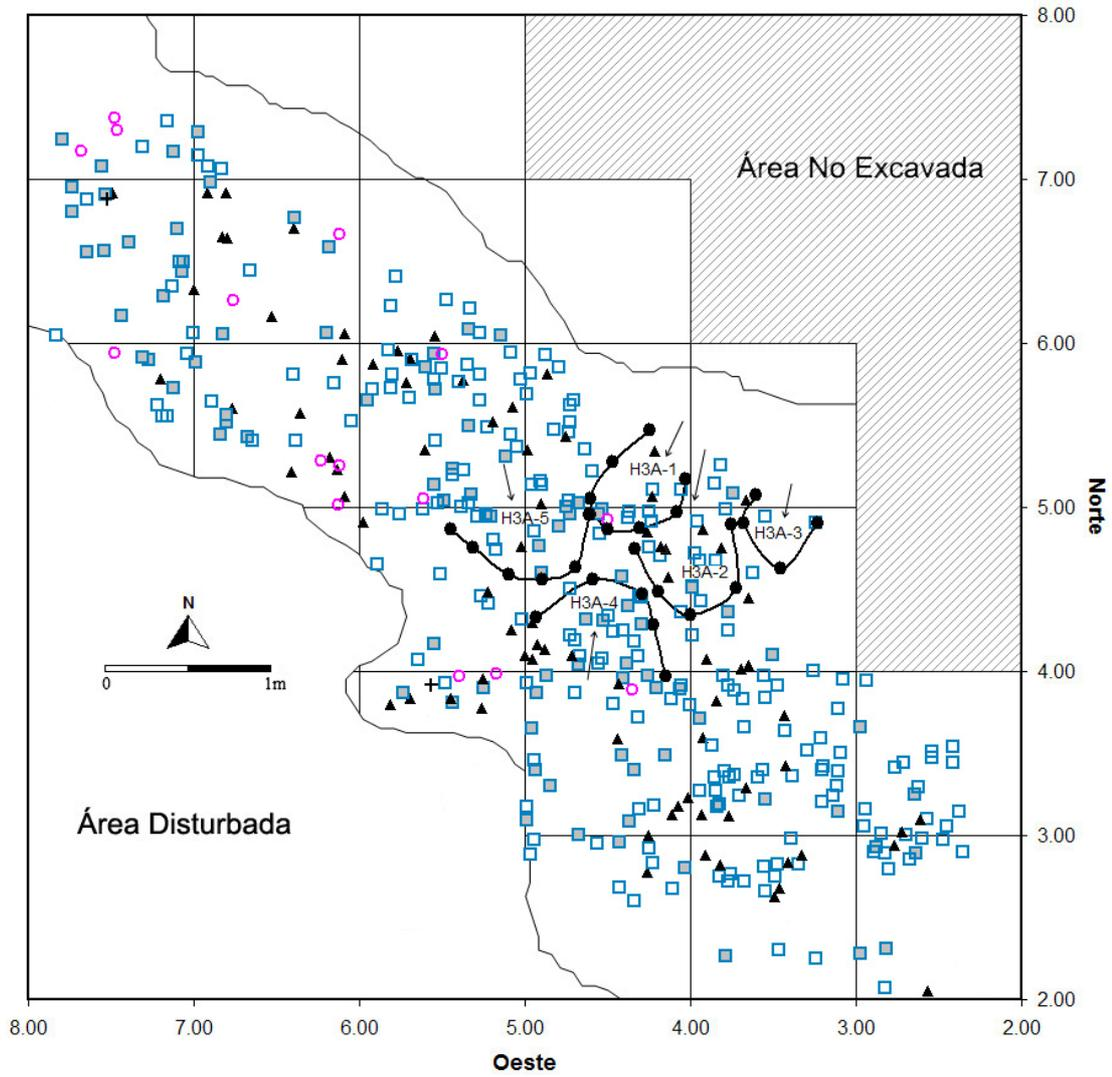 8.00
Área No Excavada
7.00
6.00
H3A-1
Norte
5.00
H3A-5
H3A-3
H3A-2
N
H3A-4
0
1m
4.00
Área Disturbada
3.00
2.00
8.00
7.00
6.00
5.00
4.00
3.00
2.00
Oeste